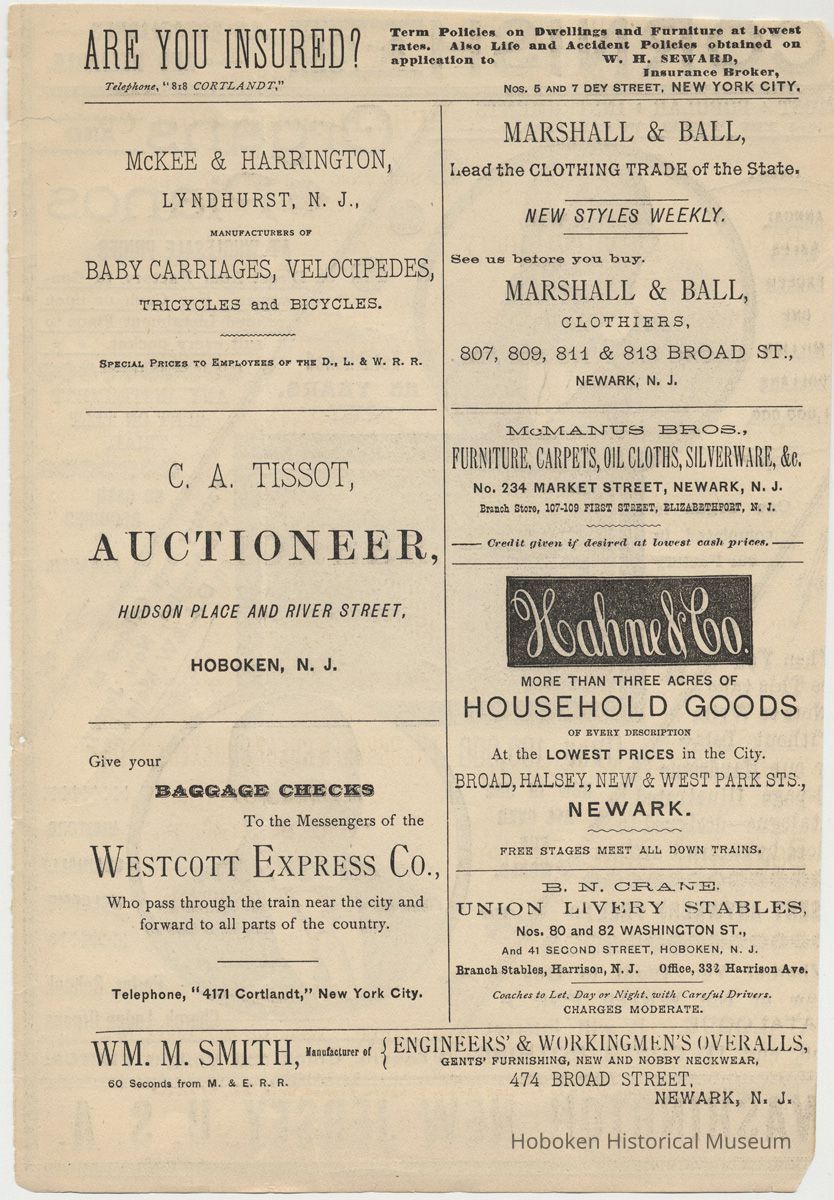 ARE YOU INSURED?
Telephone, "818 CORTLANDT,"
Term Policies on Dwellings and Furniture at lowest
rates. Also Life and Accident Policies obtained on
application to W. H. SEWARD,
Insurance Broker,
Nos. 5 AND 7 DEY STREET, NEW YORK CITY.
McKEE & HARRINGTON,
LYNDHURST, N. J.,
MANUFACTURERS OF
BABY CARRIAGES, VELOCIPEDES,
TRICYCLES and BICYCLES.
SPECIAL PRICES TO EMPLOYEES OF THE D., L. & W. R. R.
C. A. TISSOT,
AUCTIONEER,
HUDSON PLACE AND RIVER STREET,
HOBOKEN, N. J.
Give your
BAGGAGE CHECKS
To the Messengers of the
WESTCOTT EXPRESS CO.,
Who pass through the train near the city and
forward to all parts of the country.
Telephone, "4171 Cortlandt," New York City.
MARSHALL & BALL,
Lead the CLOTHING TRADE of the State.
NEW STYLES WEEKLY.
See us before you buy.
MARSHALL & BALL,
CLOTHIERS,
807, 809, 811 & 813 BROAD ST.,
NEWARK, N. J.
McMANUS BROS.,
FURNITURE, CARPETS, OIL CLOTHS, SILVERWARE, &c.
No. 234 MARKET STREET, NEWARK, N. J.
Branch Store, 107-109 FIRST STREET, ELIZABETHPORT, N. J.
Credit given if desired at lowest cash prices.
Hahne & Co.
MORE THAN THREE ACRES OF
HOUSEHOLD GOODS
OF EVERY DESCRIPTION
At the LOWEST PRICES in the City.
BROAD, HALSEY, NEW & WEST PARK STS.,
NEWARK.
FREE STAGES MEET ALL DOWN TRAINS.
B. N. CRANE.
UNION LIVERY STABLES,
Nos. 80 and 82 WASHINGTON ST.,
And 41 SECOND STREET, HOBOKEN, N. J.
Branch Stables, Harrison, N. J. Office, 332 Harrison Ave.
Coaches to Let, Day or Night, with Careful Drivers.
CHARGES MODERATE.
WM. M. SMITH, Manufacturer of { ENGINEERS' & WORKINGMEN'S OVERALLS,
GENTS' FURNISHING, NEW AND NOBBY NECKWEAR,
60 Seconds from M. & E. R. R.
474 BROAD STREET,
NEWARK, N. J.
Hoboken Historical Museum